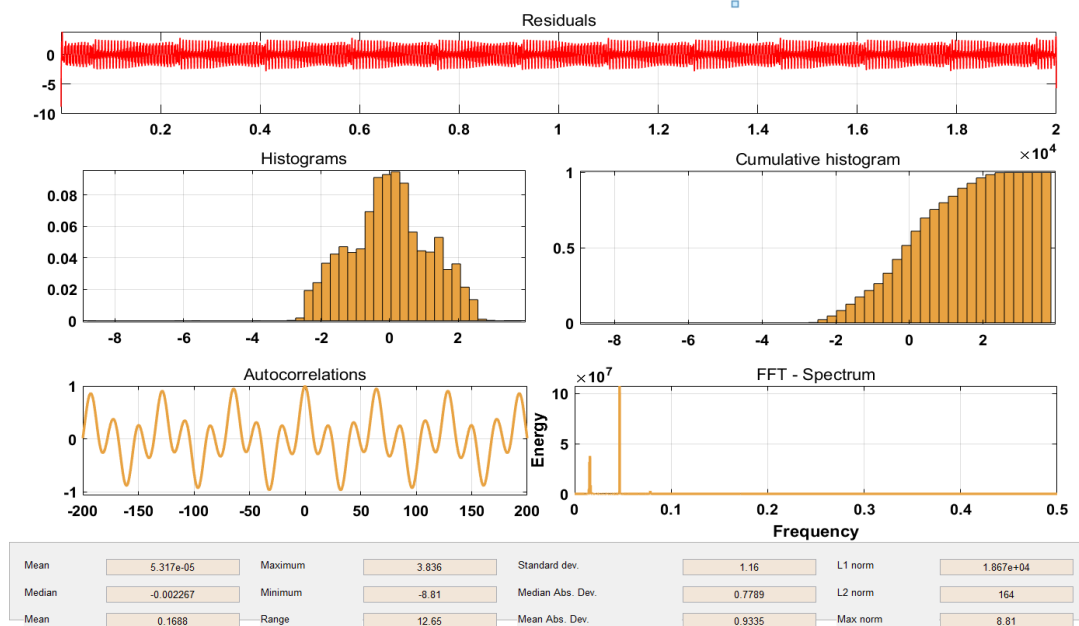 Residuals
0
-5
-10
0.2 0.4 0.6 0.8 1 1.2 1.4 1.6 1.8 2
×10^4
Histograms
0.08
0.06
0.04
0.02
0
-8 -6 -4 -2 0 2
Cumulative histogram
1
0.5
0
-8 -6 -4 -2 0 2
Autocorrelations
1
0
-1
-200 -150 -100 -50 0 50 100 150 200
FFT - Spectrum
×10^7
10
5
0
Energy
0 0.1 0.2 0.3 0.4 0.5
Frequency
Mean 5.317e-05 Maximum 3.836 Standard dev. 1.16 L1 norm 1.867e+04
Median -0.002267 Minimum -8.81 Median Abs. Dev. 0.7789 L2 norm 164
Mean 0.1688 Range 12.65 Mean Abs. Dev. 0.9335 Max norm 8.81